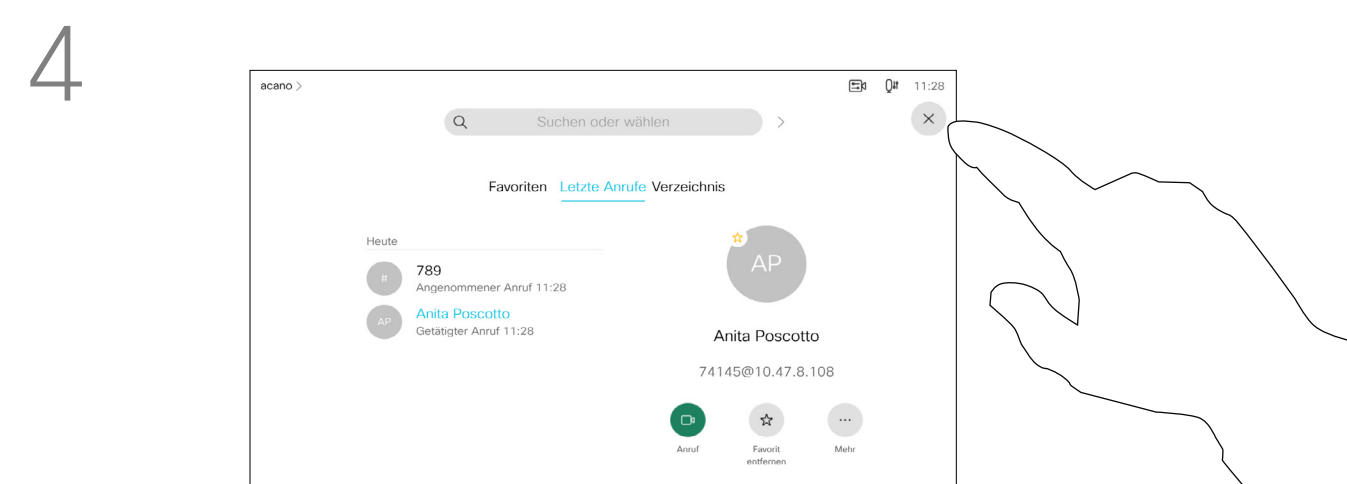 4
acano >
11:28
Suchen oder wählen
Favoriten Letzte Anrufe Verzeichnis
Heute
#
789
Angenommener Anruf 11:28
AP
Anita Poscotto
Getätigter Anruf 11:28
AP
Anita Poscotto
74145@10.47.8.108
Anruf
Favorit
entfernen
Mehr